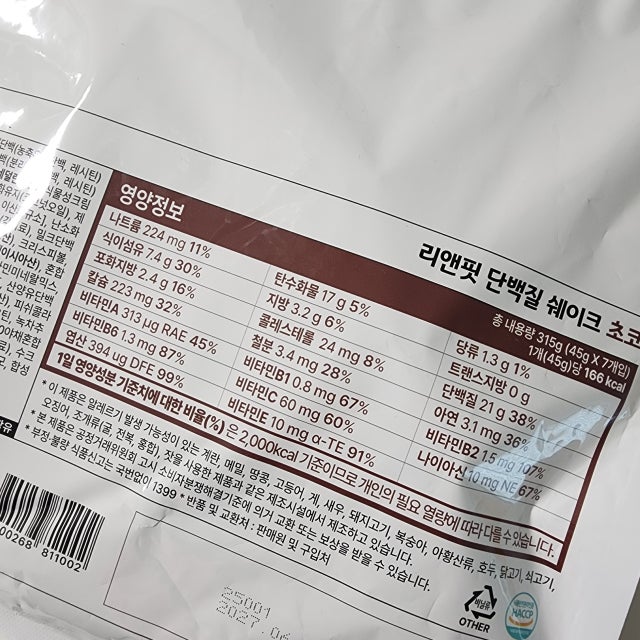 리앤핏 단백질 쉐이크 초코
영양정보
총 내용량 315g (45g X 7개입)
1개(45g)당 166 kcal
나트륨 224 mg 11%
탄수화물 17 g 5%
당류 1.3 g 1%
식이섬유 7.4 g 30%
지방 3.2 g 6%
트랜스지방 0 g
포화지방 2.4 g 16%
콜레스테롤 24 mg 8%
단백질 21 g 38%
칼슘 223 mg 32%
철분 3.4 mg 28%
아연 3.1 mg 36%
비타민A 313 μg RAE 45%
비타민B1 0.8 mg 67%
비타민B2 1.5 mg 107%
비타민B6 1.3 mg 87%
비타민C 60 mg 60%
나이아신 10 mg NE 67%
엽산 394 ug DFE 99%
비타민E 10 mg α-TE 91%
1일 영양성분 기준치에 대한 비율(%)은 2,000kcal 기준이므로 개인의 필요 열량에 따라 다를 수 있습니다.
* 이 제품은 알레르기 발생 가능성이 있는 계란, 메밀, 땅콩, 고등어, 게, 새우, 돼지고기, 복숭아, 아황산류, 호두, 닭고기, 쇠고기,
오징어, 조개류(굴, 전복, 홍합), 잣을 사용한 제품과 같은 제조시설에서 제조하고 있습니다.
* 본 제품은 공정거래위원회 고시 소비자분쟁해결기준에 의거 교환 또는 보상을 받을 수 있습니다.
* 부정·불량 식품신고는 국번없이 1399 * 반품 및 교환처 : 판매원 및 구입처
00268 811002
25001
2027.0
비닐류
OTHER
HACCP